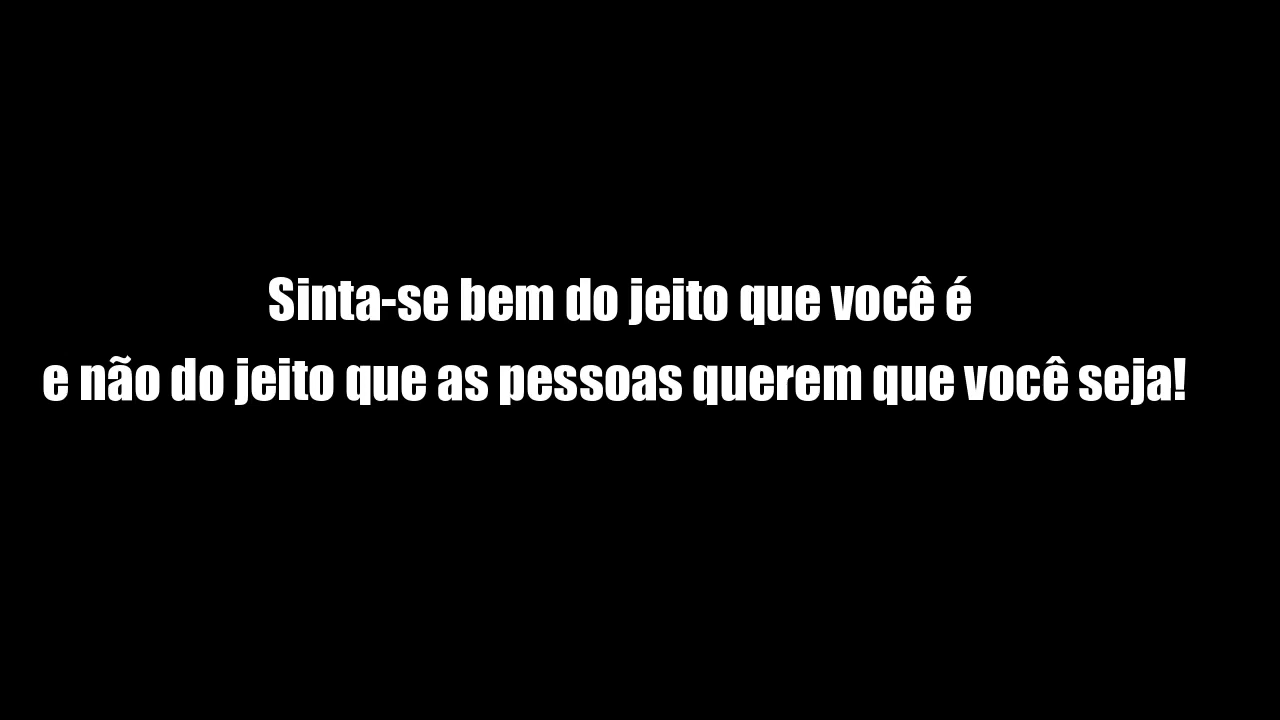 Sinta-se bem do jeito que você é
e não do jeito que as pessoas querem que você seja!